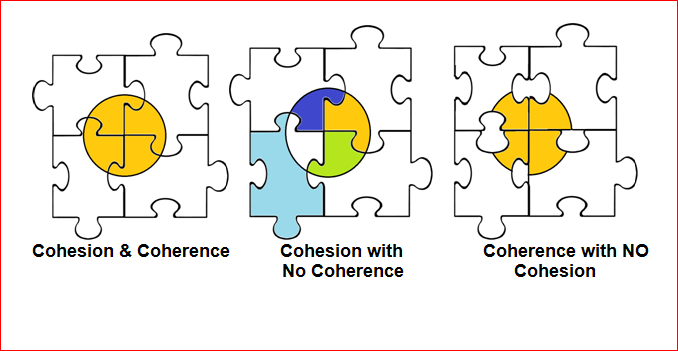 Cohesion & Coherence
Cohesion with
No Coherence
Coherence with NO
Cohesion